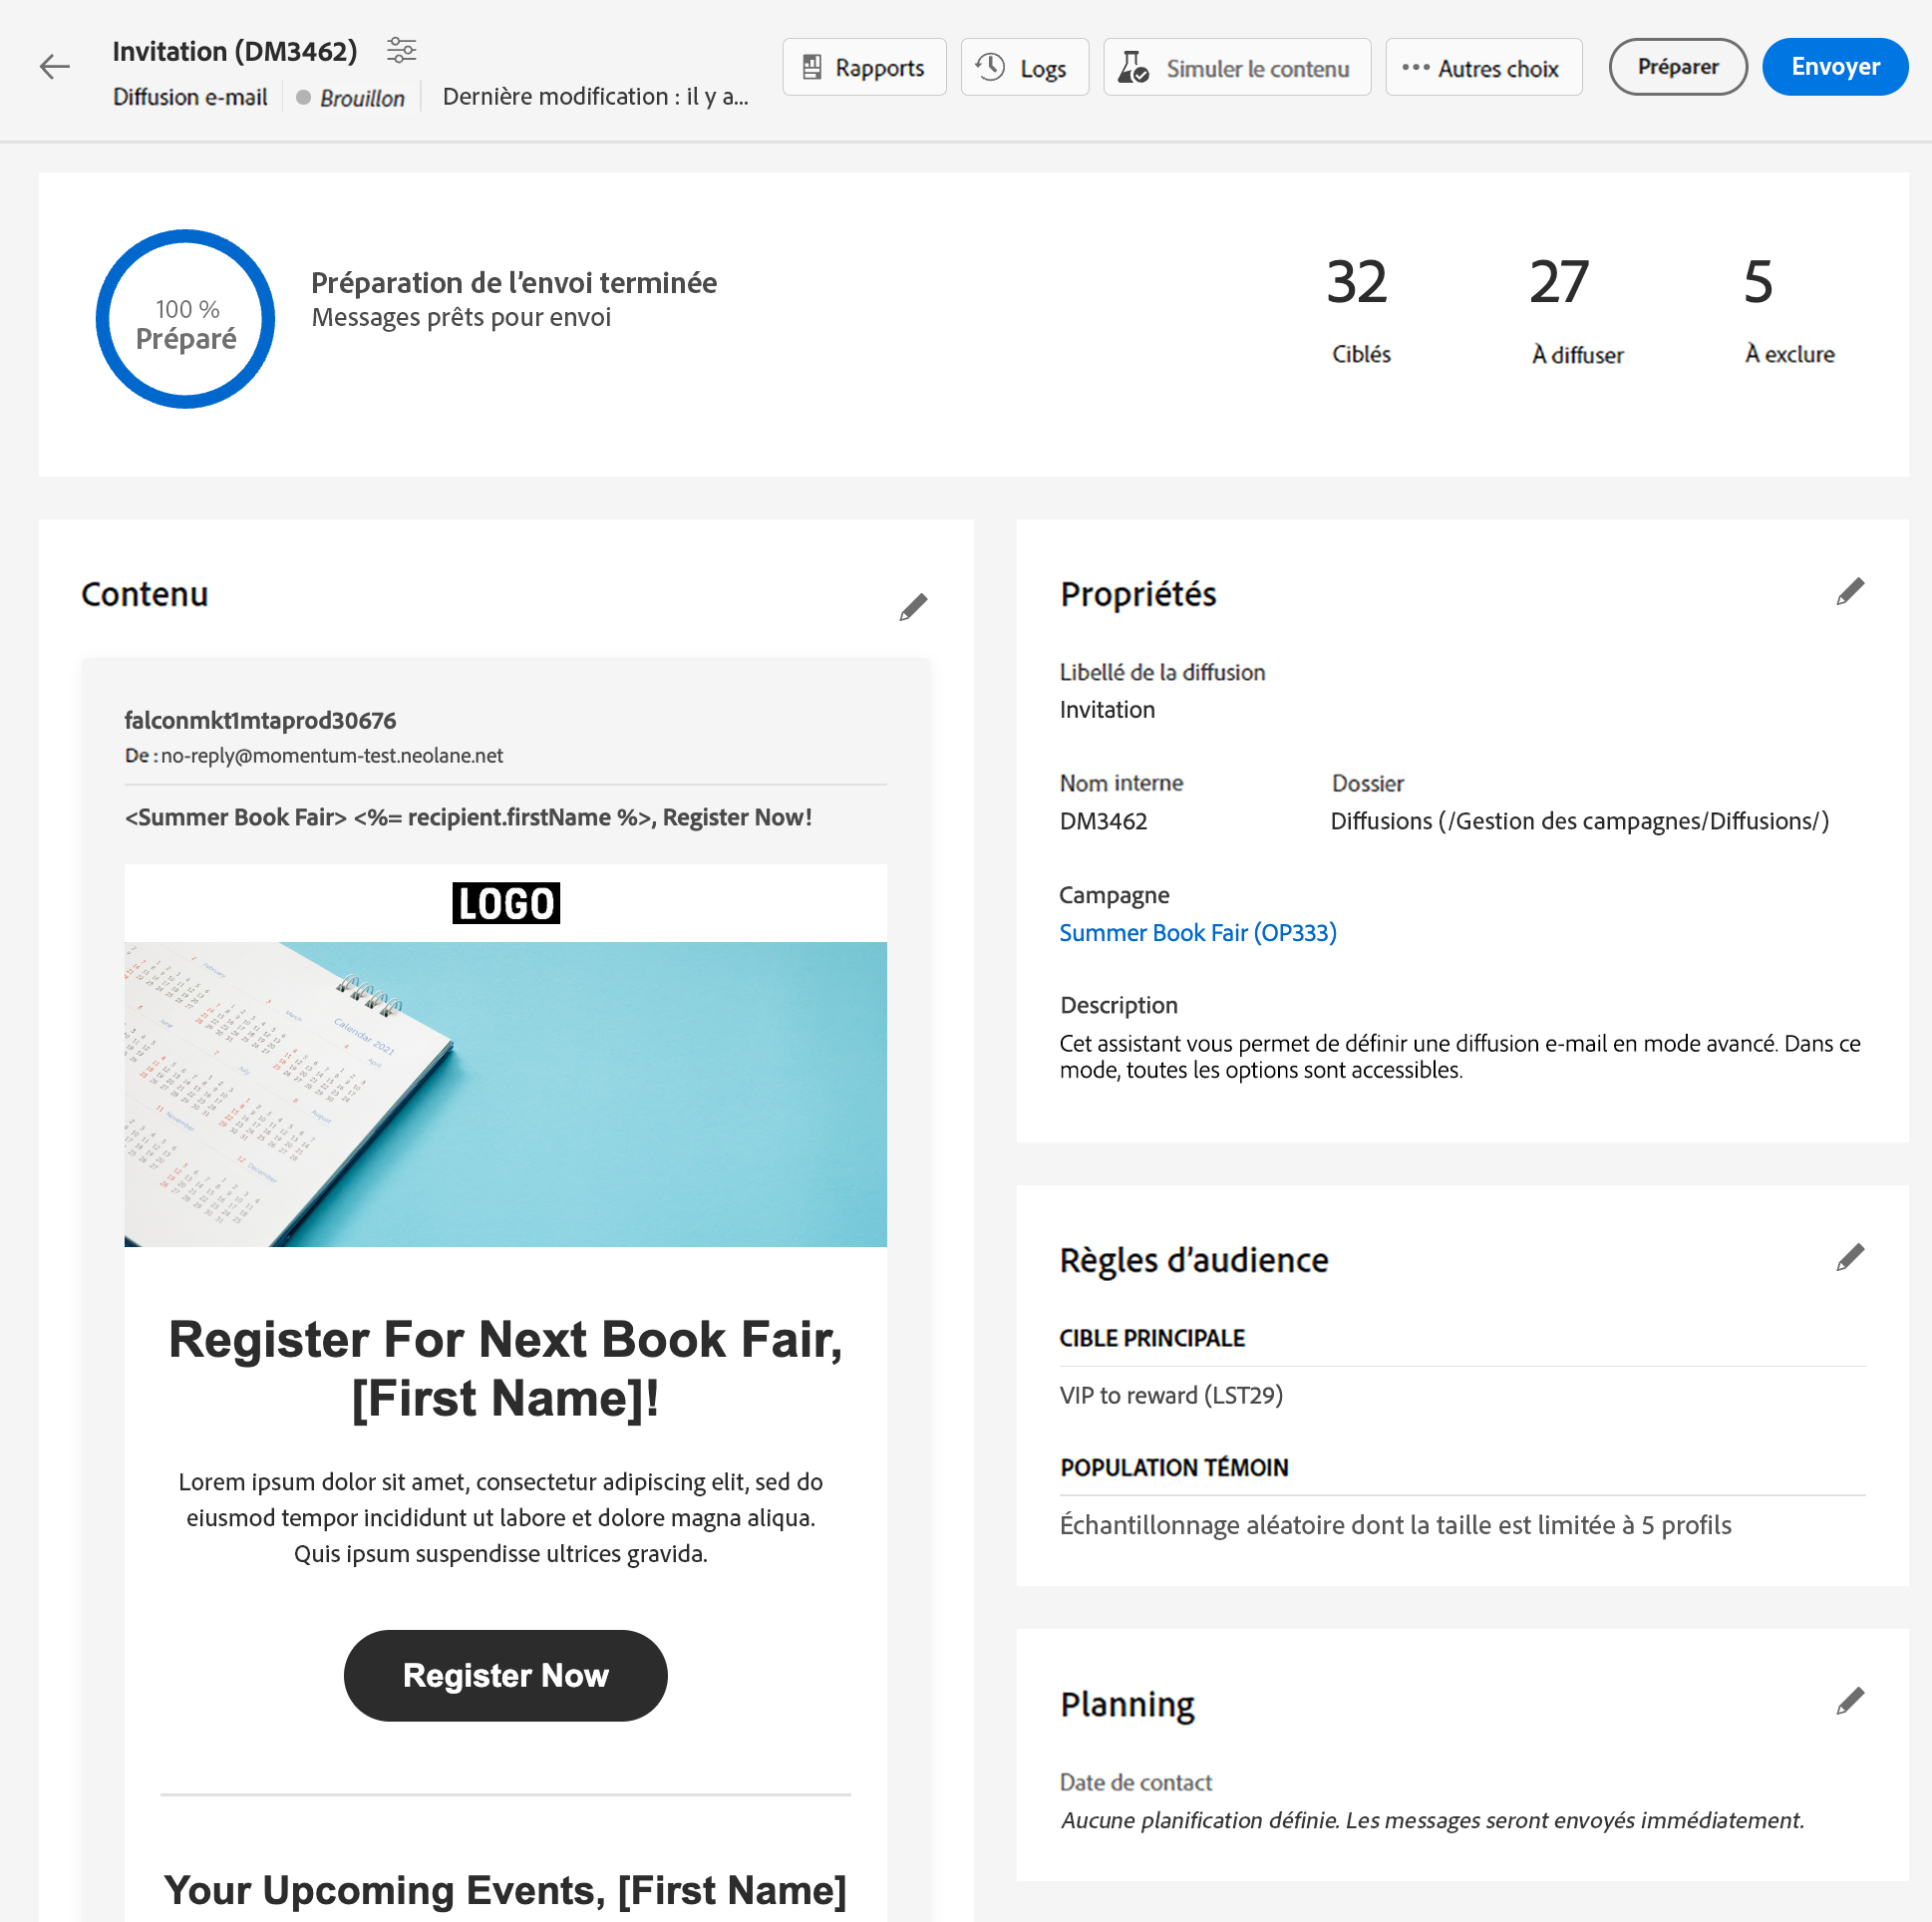 Invitation (DM3462)
Diffusion e-mail
Brouillon
Dernière modification : il y a...
Rapports
Logs
Simuler le contenu
Autres choix
Préparer
Envoyer
100 %
Préparé
Préparation de l’envoi terminée
Messages prêts pour envoi
32
Ciblés
27
À diffuser
5
À exclure
Contenu
falconmkt1mtaprod30676
De : no-reply@momentum-test.neolane.net
<Summer Book Fair> <%= recipient.firstName %>, Register Now!
LOGO
Calendar 2021
Register For Next Book Fair,
[First Name]!
Lorem ipsum dolor sit amet, consectetur adipiscing elit, sed do
eiusmod tempor incididunt ut labore et dolore magna aliqua.
Quis ipsum suspendisse ultrices gravida.
Register Now
Your Upcoming Events, [First Name]
Propriétés
Libellé de la diffusion
Invitation
Nom interne
DM3462
Dossier
Diffusions (/Gestion des campagnes/Diffusions/)
Campagne
Summer Book Fair (OP333)
Description
Cet assistant vous permet de définir une diffusion e-mail en mode avancé. Dans ce
mode, toutes les options sont accessibles.
Règles d’audience
CIBLE PRINCIPALE
VIP to reward (LST29)
POPULATION TÉMOIN
Échantillonnage aléatoire dont la taille est limitée à 5 profils
Planning
Date de contact
Aucune planification définie. Les messages seront envoyés immédiatement.